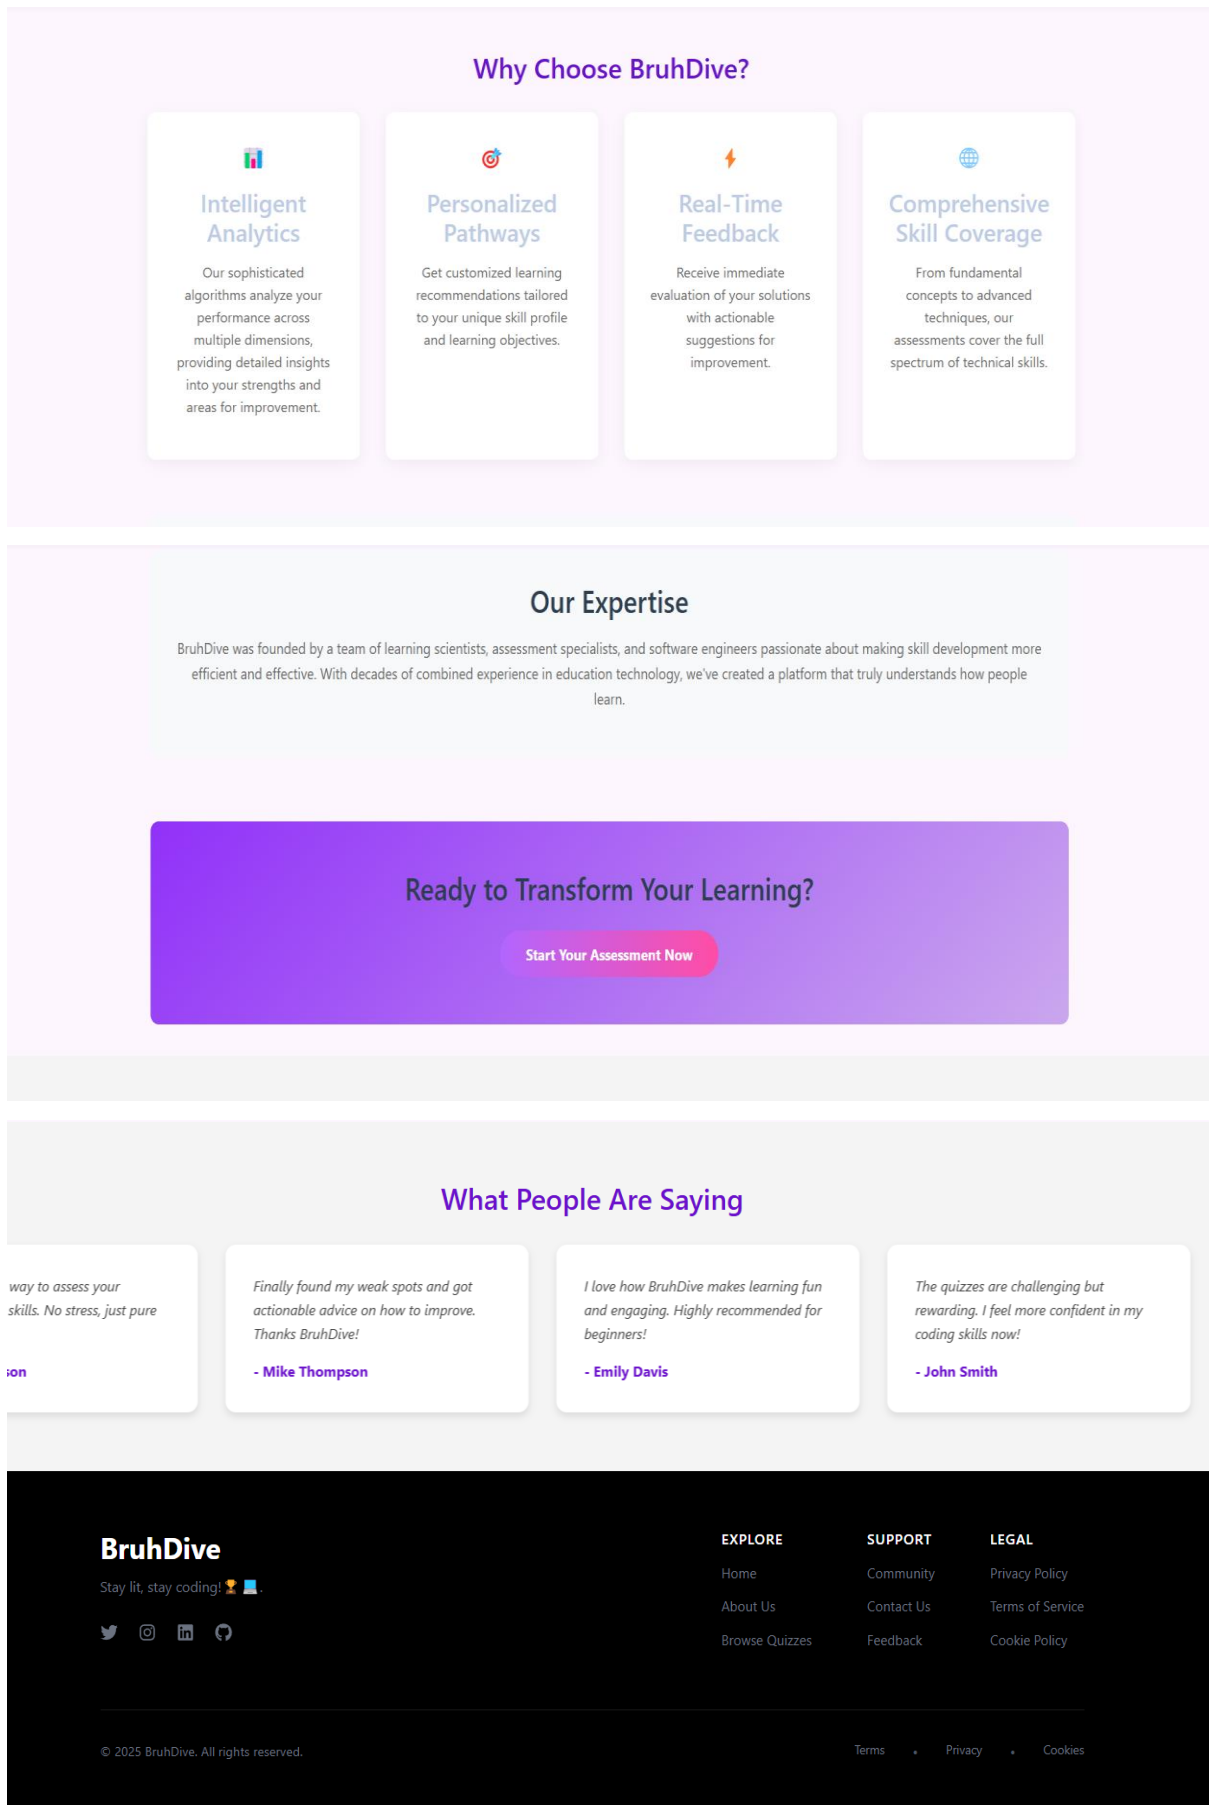 Why Choose BruhDive?
Intelligent
Analytics
Our sophisticated
algorithms analyze your
performance across
multiple dimensions,
providing detailed insights
into your strengths and
areas for improvement.
Personalized
Pathways
Get customized learning
recommendations tailored
to your unique skill profile
and learning objectives.
Real-Time
Feedback
Receive immediate
evaluation of your solutions
with actionable
suggestions for
improvement.
Comprehensive
Skill Coverage
From fundamental
concepts to advanced
techniques, our
assessments cover the full
spectrum of technical skills.
Our Expertise
BruhDive was founded by a team of learning scientists, assessment specialists, and software engineers passionate about making skill development more
efficient and effective. With decades of combined experience in education technology, we've created a platform that truly understands how people
learn.
Ready to Transform Your Learning?
Start Your Assessment Now
What People Are Saying
way to assess your
skills. No stress, just pure
son
Finally found my weak spots and got
actionable advice on how to improve.
Thanks BruhDive!
- Mike Thompson
I love how BruhDive makes learning fun
and engaging. Highly recommended for
beginners!
- Emily Davis
The quizzes are challenging but
rewarding. I feel more confident in my
coding skills now!
- John Smith
BruhDive
Stay lit, stay coding! 🏆 💻 .
EXPLORE
Home
About Us
Browse Quizzes
SUPPORT
Community
Contact Us
Feedback
LEGAL
Privacy Policy
Terms of Service
Cookie Policy
© 2025 BruhDive. All rights reserved.
Terms • Privacy • Cookies